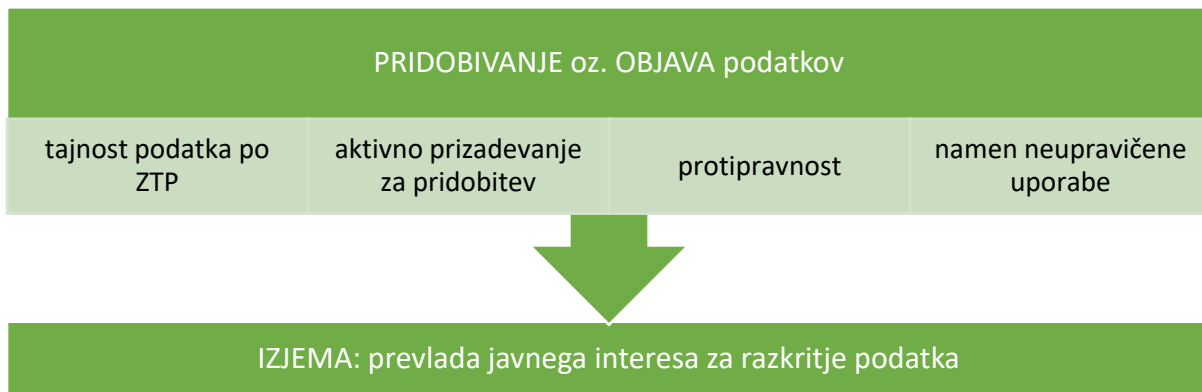 PRIDOBIVANJE oz. OBJAVA podatkov
tajnost podatka po
ZTP
aktivno prizadevanje
za pridobitev
protipravnost
namen neupravičene
uporabe
IZJEMA: prevlada javnega interesa za razkritje podatka